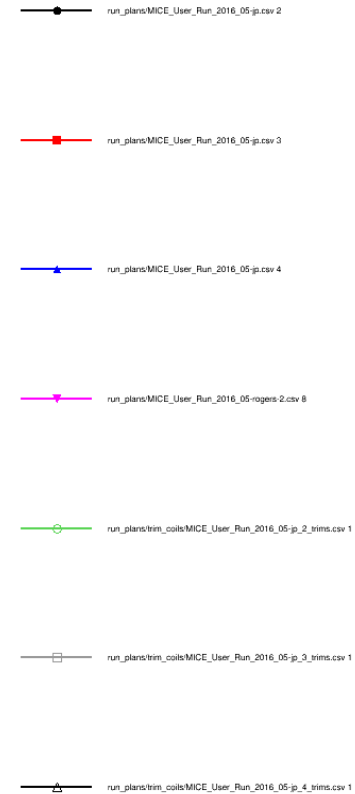 run_plans/MICE_User_Run_2016_05-jp.csv 2
run_plans/MICE_User_Run_2016_05-jp.csv 3
run_plans/MICE_User_Run_2016_05-jp.csv 4
run_plans/MICE_User_Run_2016_05-rogers-2.csv 8
run_plans/trim_coils/MICE_User_Run_2016_05-jp_2_trims.csv 1
run_plans/trim_coils/MICE_User_Run_2016_05-jp_3_trims.csv 1
run_plans/trim_coils/MICE_User_Run_2016_05-jp_4_trims.csv 1